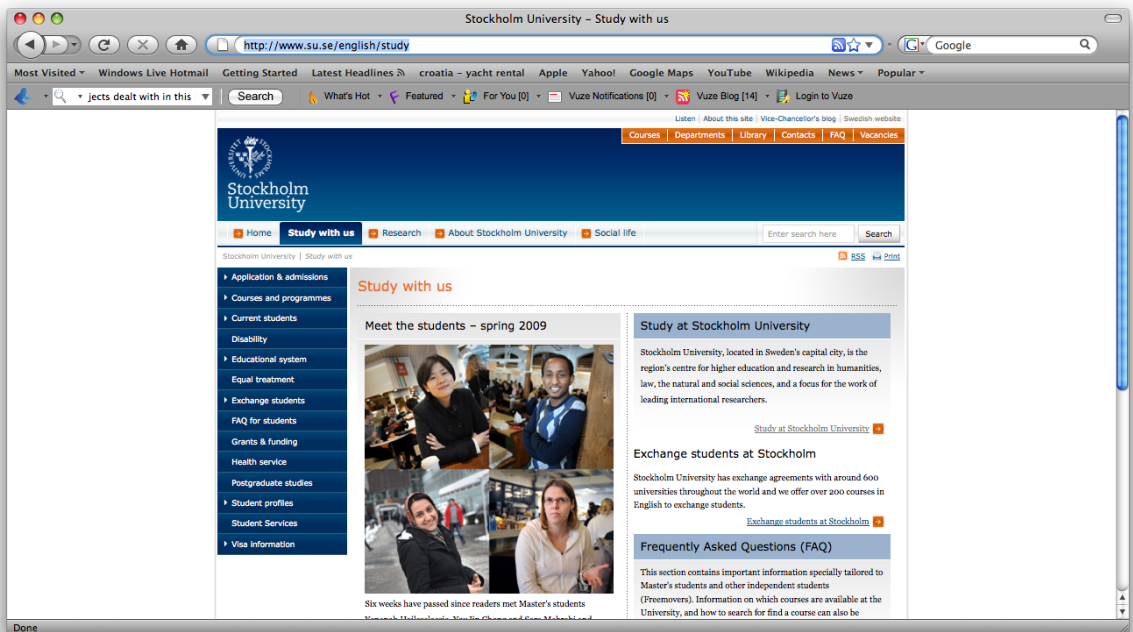 Stockholm University – Study with us
http://www.su.se/english/study
Google
Most Visited Windows Live Hotmail Getting Started Latest Headlines croatia – yacht rental Apple Yahoo! Google Maps YouTube Wikipedia News Popular
jects dealt with in this Search What's Hot Featured For You [0] Vuze Notifications [0] Vuze Blog [14] Login to Vuze
Listen | About this site | Vice-Chancellor's blog | Swedish website
Courses Departments Library Contacts FAQ Vacancies
Stockholm
University
Home Study with us Research About Stockholm University Social life Enter search here Search
Stockholm University | Study with us RSS Print
Application & admissions
Courses and programmes
Current students
Disability
Educational system
Equal treatment
Exchange students
FAQ for students
Grants & funding
Health service
Postgraduate studies
Student profiles
Student Services
Visa information
Study with us
Meet the students – spring 2009
Six weeks have passed since readers met Master's students
Study at Stockholm University
Stockholm University, located in Sweden's capital city, is the
region's centre for higher education and research in humanities,
law, the natural and social sciences, and a focus for the work of
leading international researchers.
Study at Stockholm University
Exchange students at Stockholm
Stockholm University has exchange agreements with around 600
universities throughout the world and we offer over 200 courses in
English to exchange students.
Exchange students at Stockholm
Frequently Asked Questions (FAQ)
This section contains important information specially tailored to
Master's students and other independent students
(Freemovers). Information on which courses are available at the
University, and how to search for find a course can also be
Done